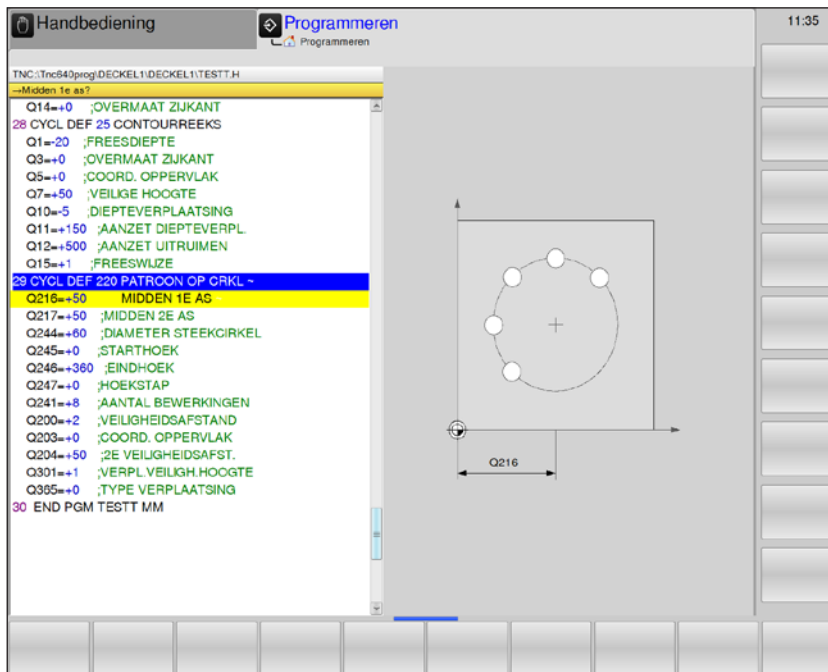 Handbediening
Programmeren
Programmeren
11:35
TNC:\Tnc640prog\DECKEL1\DECKEL1\TESTT.H
→Midden 1e as?
Q14=+0 ;OVERMAAT ZIJKANT
28 CYCL DEF 25 CONTOURREEKS
Q1=-20 ;FREESDIEPTE
Q3=+0 ;OVERMAAT ZIJKANT
Q5=+0 ;COORD. OPPERVLAK
Q7=+50 ;VEILIGE HOOGTE
Q10=-5 ;DIEPTEVERPLAATSING
Q11=+150 ;AANZET DIEPTEVERPL.
Q12=+500 ;AANZET UITRUIMEN
Q15=+1 ;FREESWIJZE
29 CYCL DEF 220 PATROON OP CRKL ~
Q216=+50 MIDDEN 1E AS ~
Q217=+50 ;MIDDEN 2E AS
Q244=+60 ;DIAMETER STEEKCIRKEL
Q245=+0 ;STARTHOEK
Q246=+360 ;EINDHOEK
Q247=+0 ;HOEKSTAP
Q241=+8 ;AANTAL BEWERKINGEN
Q200=+2 ;VEILIGHEIDSAFSTAND
Q203=+0 ;COORD. OPPERVLAK
Q204=+50 ;2E VEILIGHEIDSAFST.
Q301=+1 ;VERPL.VEILIGH.HOOGTE
Q365=+0 ;TYPE VERPLAATSING
30 END PGM TESTT MM
Q216